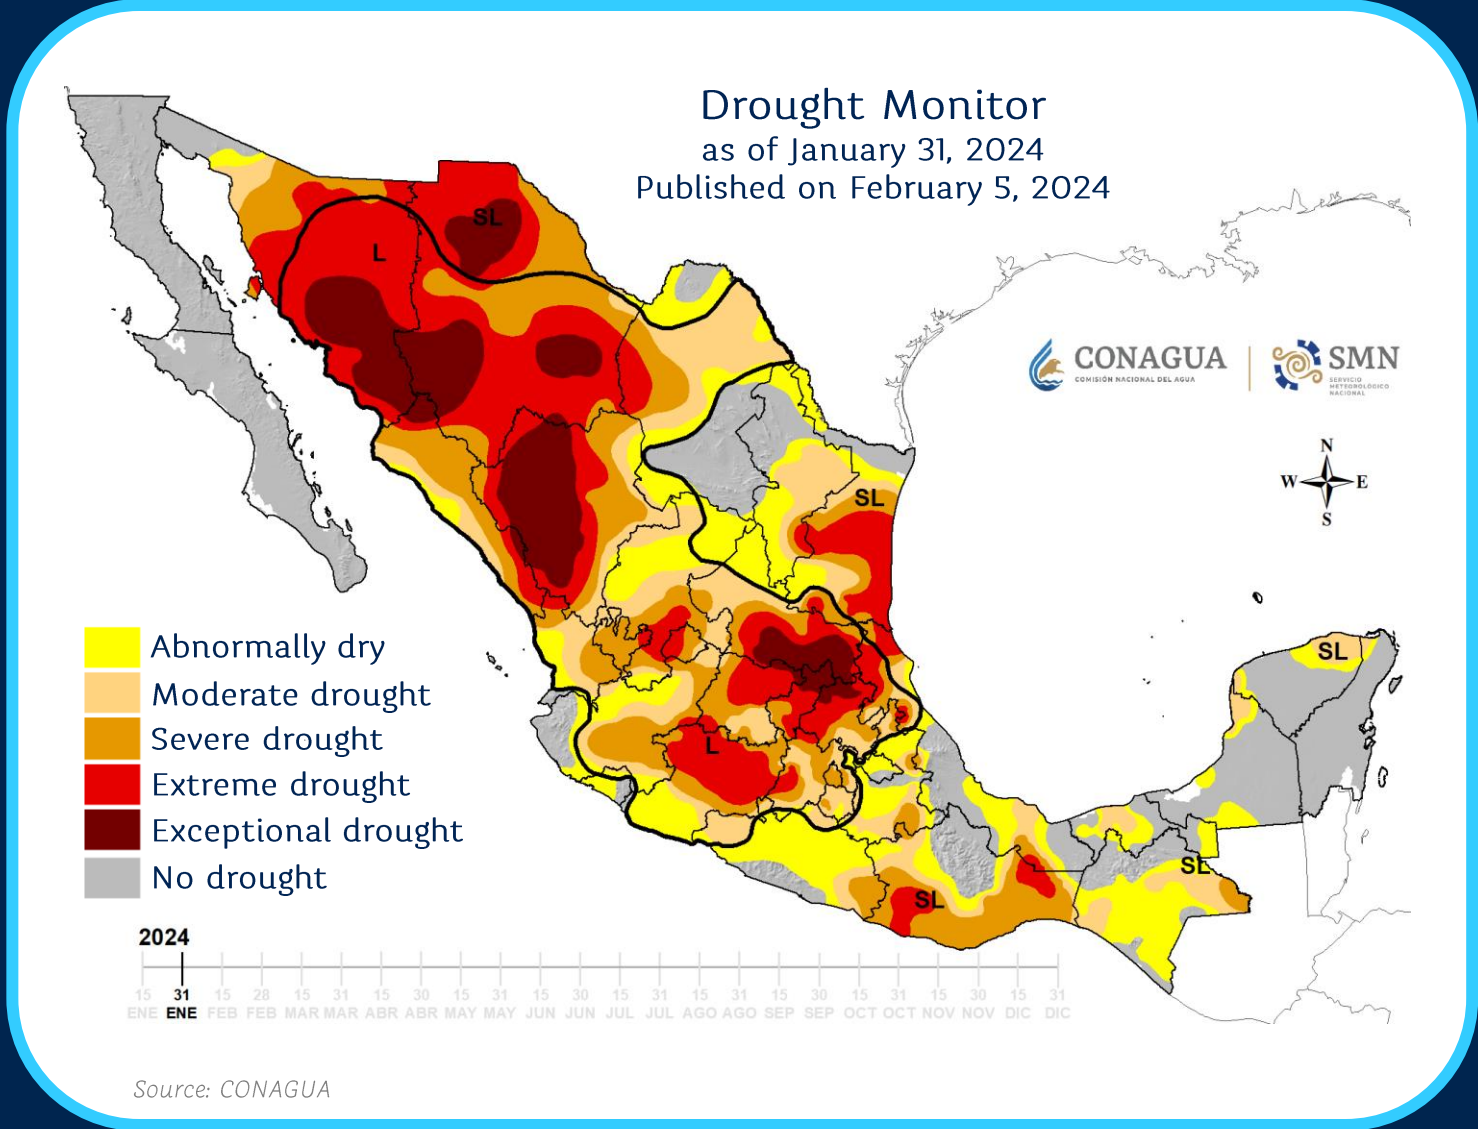 Drought Monitor
as of January 31, 2024
Published on February 5, 2024
SL
L
CONAGUA
COMISIÓN NACIONAL DEL AGUA
SMN
SERVICIO
METEOROLÓGICO
NACIONAL
N
W
E
S
SL
SL
Abnormally dry
Moderate drought
Severe drought
Extreme drought
Exceptional drought
No drought
S
L
SL
SL
2024
15 31 15 28 15 31 15 30 15 31 15 30 15 31 15 31 15 30 15 31 15 30 15 31
ENE ENE FEB FEB MAR MAR ABR ABR MAY MAY JUN JUN JUL JUL AGO AGO SEP SEP OCT OCT NOV NOV DIC DIC
Source: CONAGUA